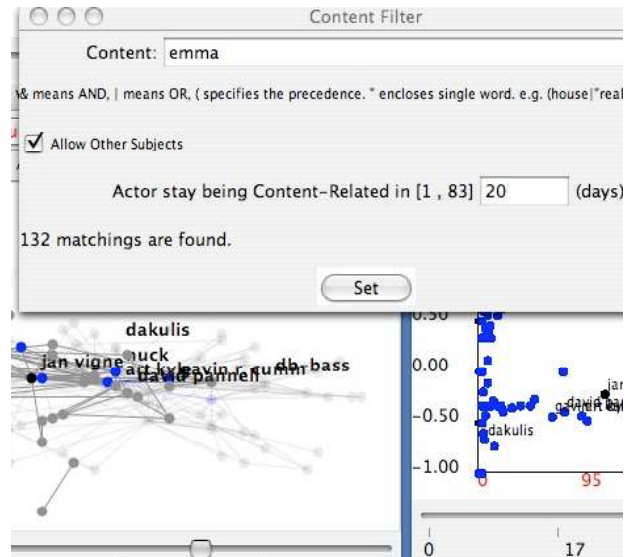 Content Filter
Content: emma
& means AND, | means OR, ( specifies the precedence. " encloses single word. e.g. (house|"real
Allow Other Subjects
Actor stay being Content-Related in [1 , 83] 20 (days)
132 matchings are found.
Set
dakulis
jan vigne
david pannell
db-bass
0.50
0.00
-0.50
-1.00
dakulis
0
95
0
17